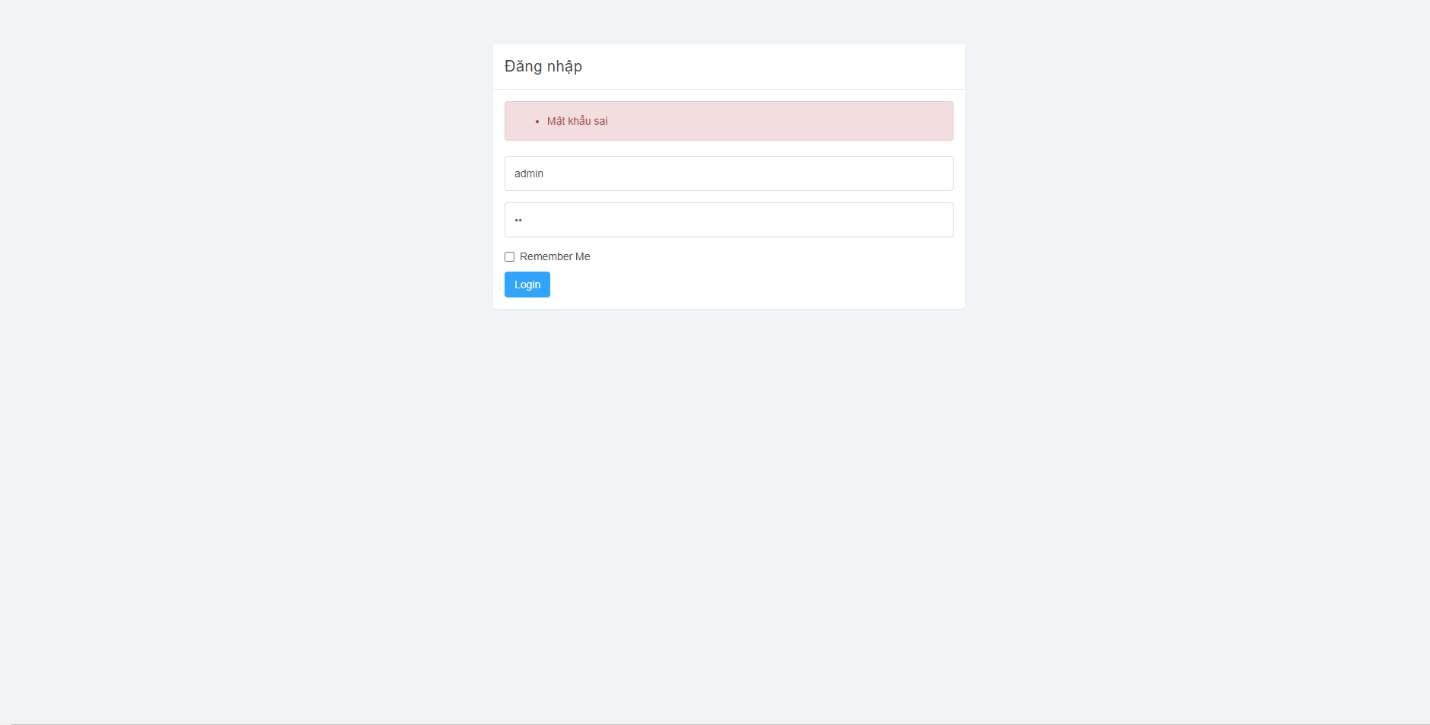 Đăng nhập
Mật khẩu sai
admin
Remember Me
Login